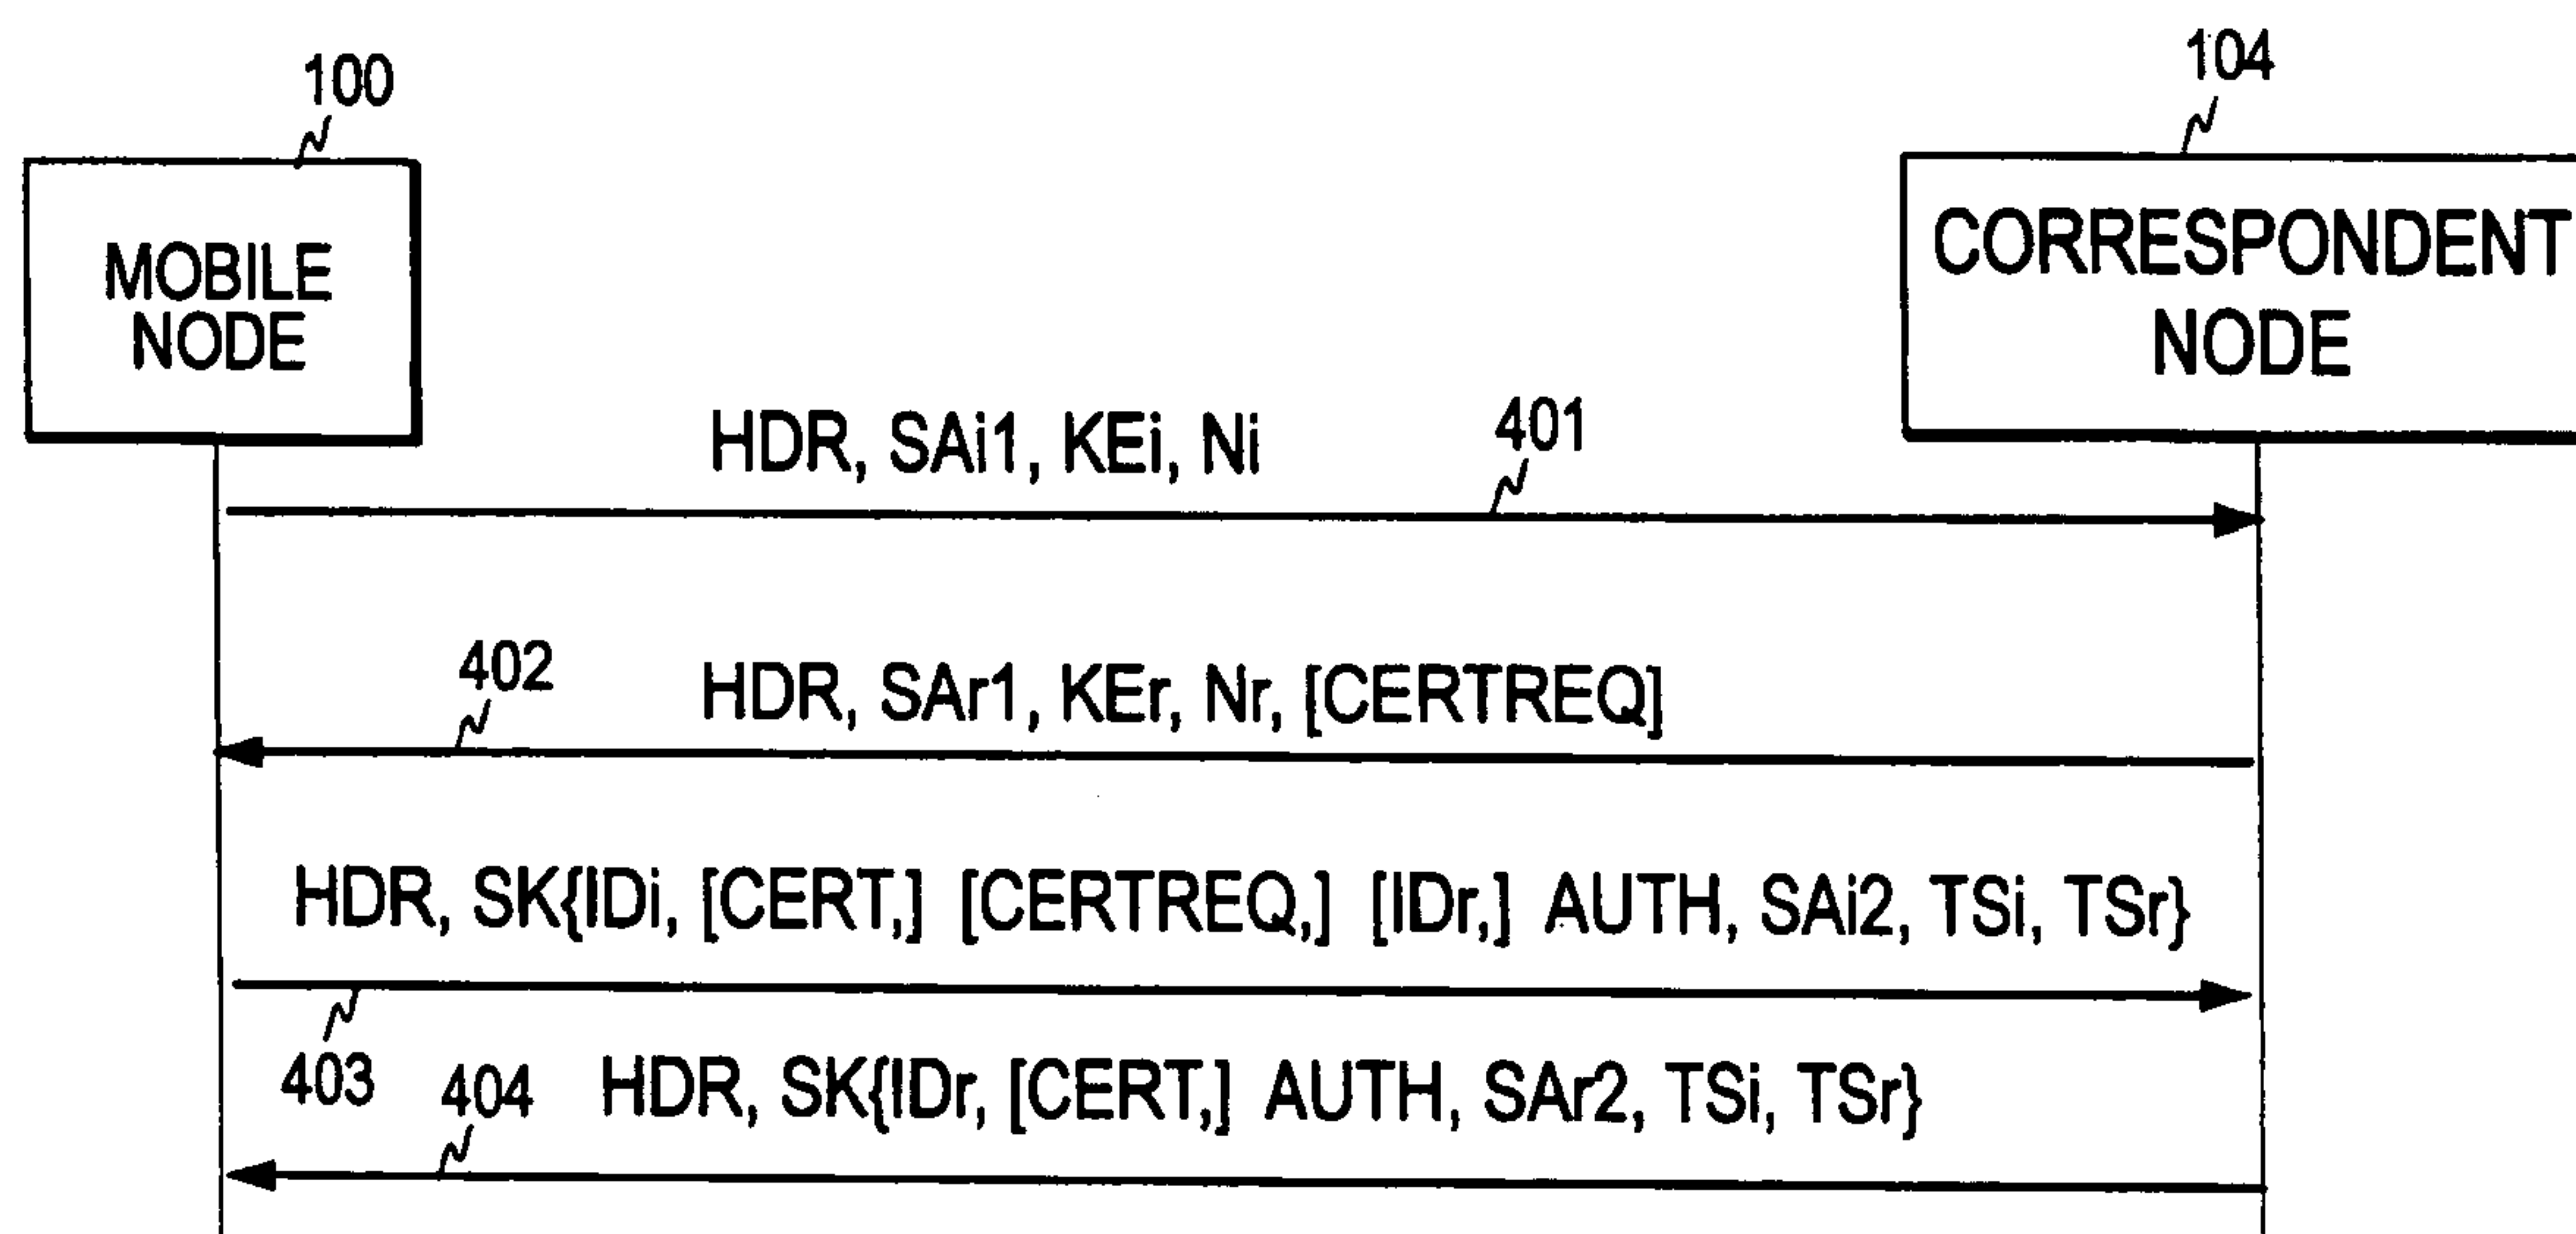 100
104
MOBILE
NODE
CORRESPONDENT
NODE
HDR, SAi1, KEi, Ni
401
402
HDR, SAr1, KEr, Nr, [CERTREQ]
HDR, SK{IDi, [CERT,] [CERTREQ,] [IDr,] AUTH, SAi2, TSi, TSr}
403
404
HDR, SK{IDr, [CERT,] AUTH, SAr2, TSi, TSr}